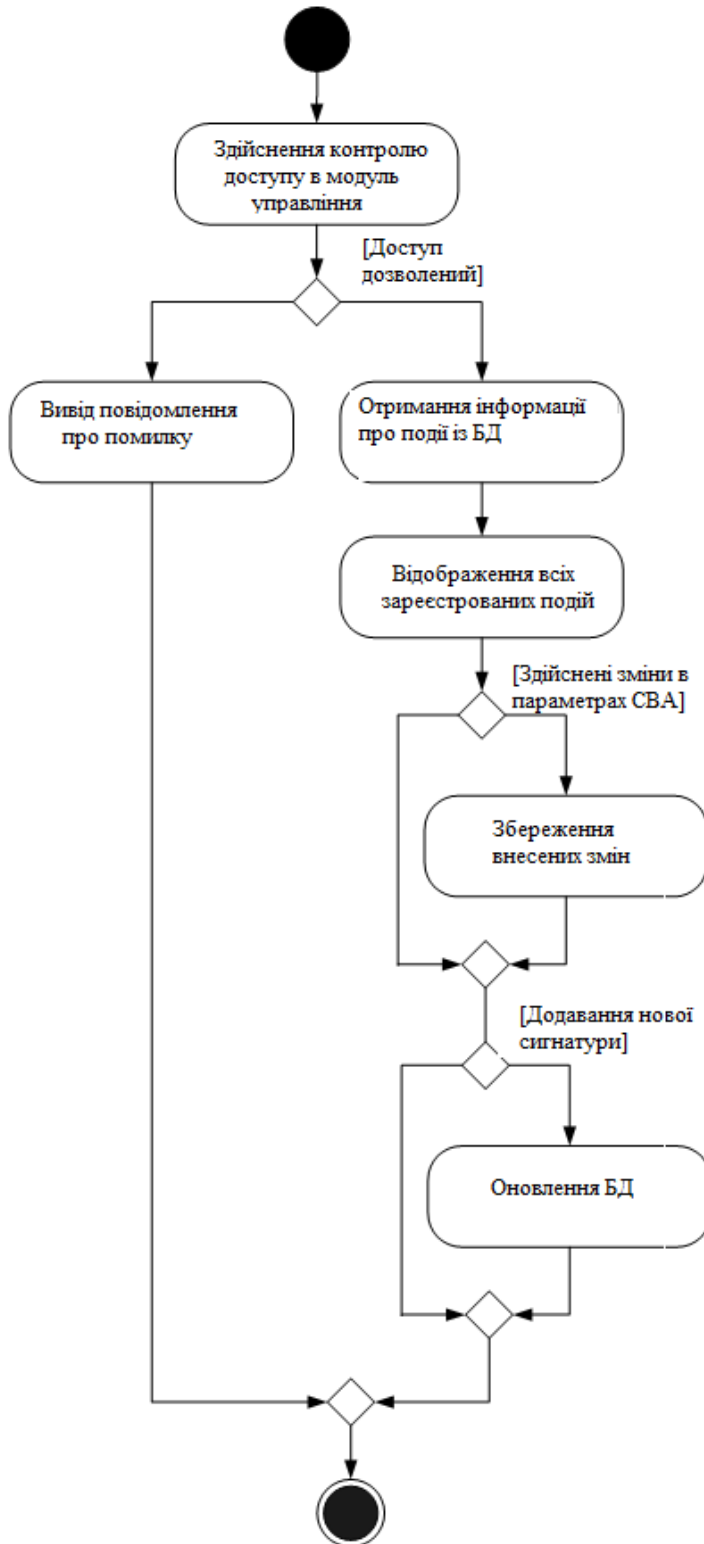 Здійснення контролю
доступу в модуль
управління
[Доступ
дозволений]
Вивід повідомлення
про помилку
Отримання інформації
про події із БД
Відображення всіх
зареєстрованих подій
[Здійснені зміни в
параметрах СВА]
Збереження
внесених змін
[Додавання нової
сигнатури]
Оновлення БД